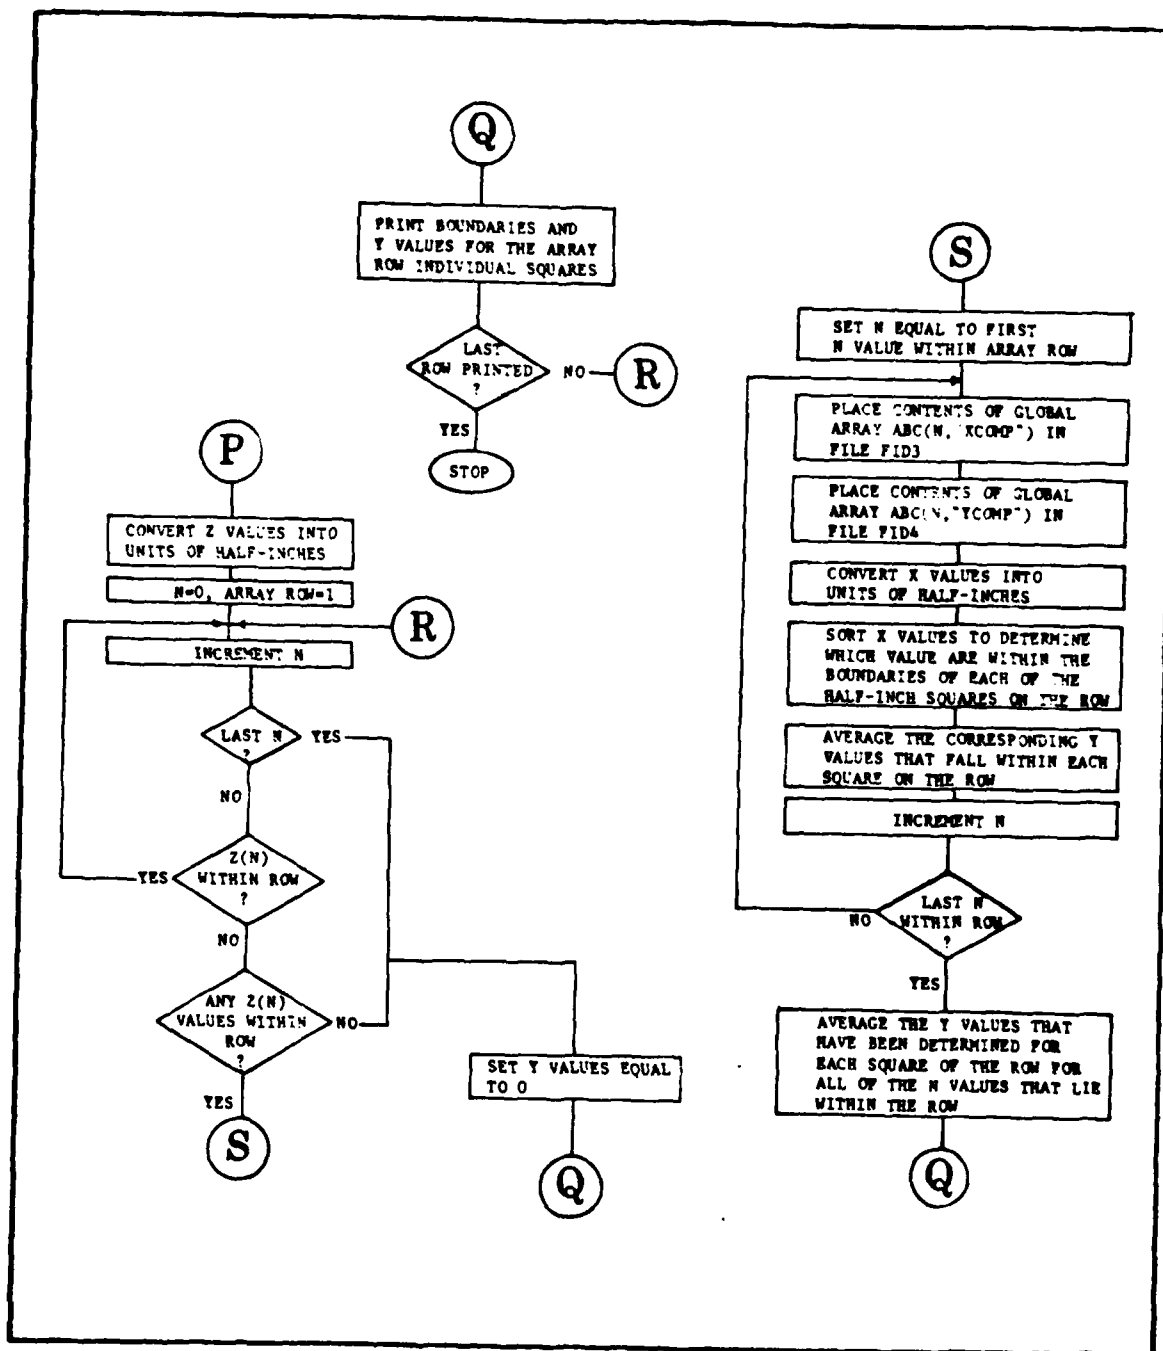 Q
PRINT BOUNDARIES AND
Y VALUES FOR THE ARRAY
ROW INDIVIDUAL SQUARES
LAST
ROW PRINTED
?
NO
R
YES
STOP
P
CONVERT Z VALUES INTO
UNITS OF HALF-INCHES
N=0, ARRAY ROW=1
R
INCREMENT N
LAST N
?
YES
NO
Z(N)
WITHIN ROW
?
YES
NO
ANY Z(N)
VALUES WITHIN
ROW
?
NO
YES
S
SET Y VALUES EQUAL
TO 0
Q
S
SET N EQUAL TO FIRST
N VALUE WITHIN ARRAY ROW
PLACE CONTENTS OF GLOBAL
ARRAY ABC(N,"XCOMP") IN
FILE FID3
PLACE CONTENTS OF GLOBAL
ARRAY ABC(N,"YCOMP") IN
FILE FID4
CONVERT X VALUES INTO
UNITS OF HALF-INCHES
SORT X VALUES TO DETERMINE
WHICH VALUE ARE WITHIN THE
BOUNDARIES OF EACH OF THE
HALF-INCH SQUARES ON THE ROW
AVERAGE THE CORRESPONDING Y
VALUES THAT FALL WITHIN EACH
SQUARE ON THE ROW
INCREMENT N
LAST N
WITHIN ROW
?
NO
YES
AVERAGE THE Y VALUES THAT
HAVE BEEN DETERMINED FOR
EACH SQUARE OF THE ROW FOR
ALL OF THE N VALUES THAT LIE
WITHIN THE ROW
Q